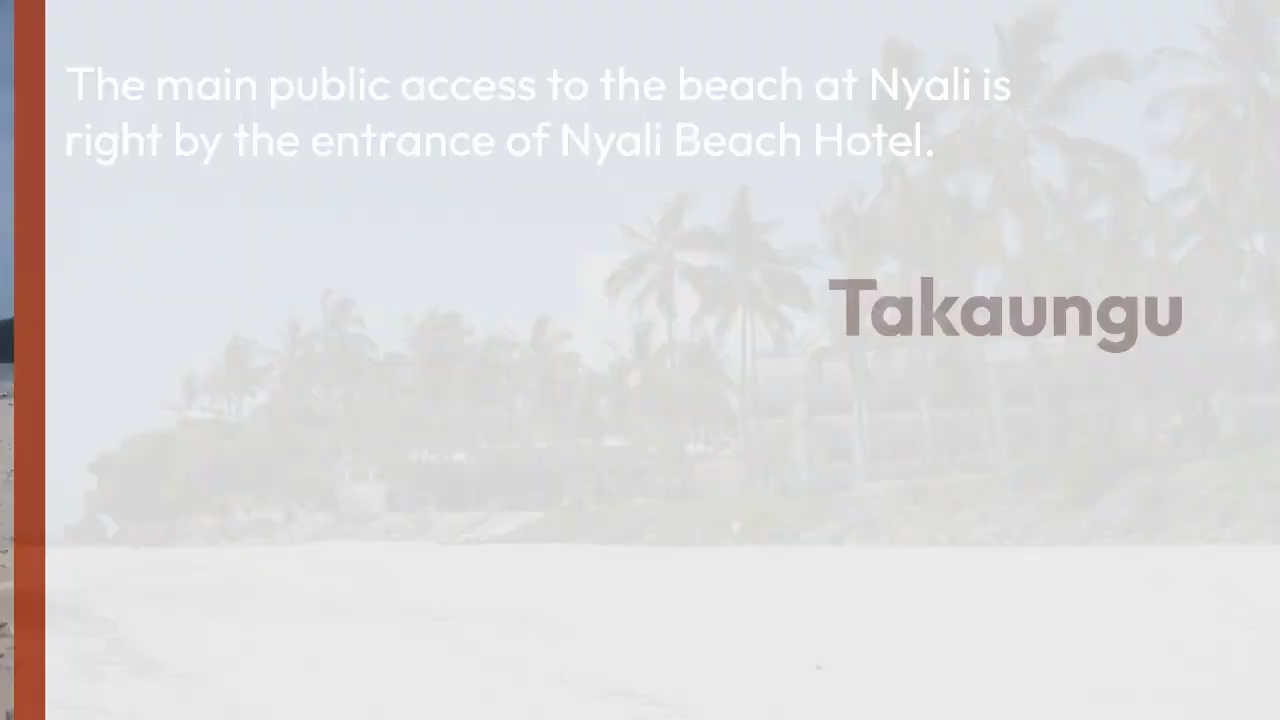 The main public access to the beach at Nyali is
right by the entrance of Nyali Beach Hotel.
Takaungu